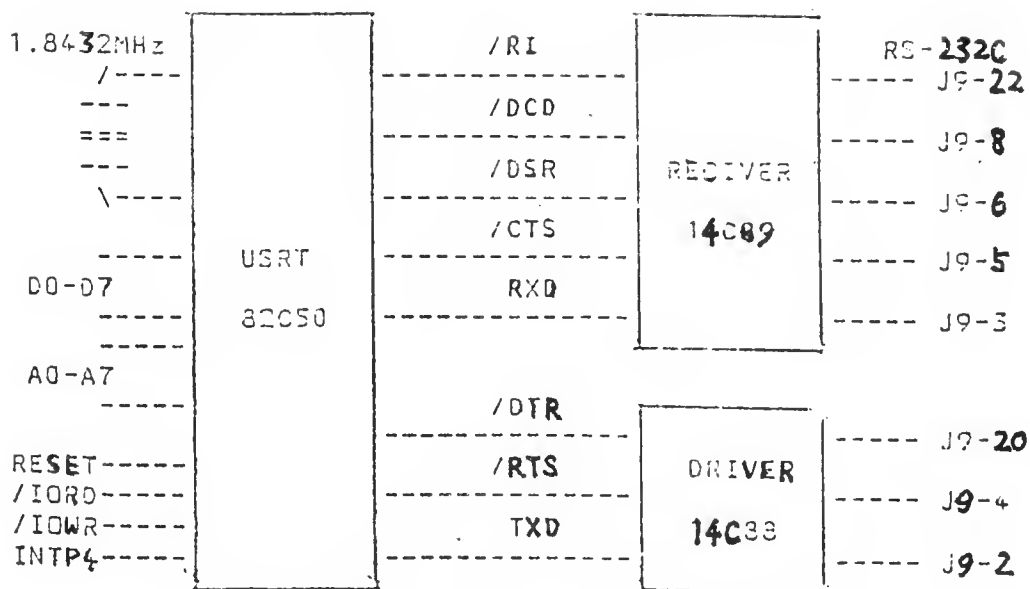 1.8432MHz /RI RS-232C
/---- ---------------- ----- J9-22
--- /DCD
=== ---------------- ----- J9-8
--- /DSR RECIVER
\---- ---------------- ----- J9-6
/CTS 14C89
----- ---------------- ----- J9-5
USRT
D0-D7 RXD
82C50
----- ---------------- ----- J9-3
-----
A0-A7
----- /DTR
---------------- ----- J9-20
RESET----- /RTS DRIVER
/IORD----- ---------------- ----- J9-4
/IOWR----- TXD 14C88
INTP4----- ---------------- ----- J9-2